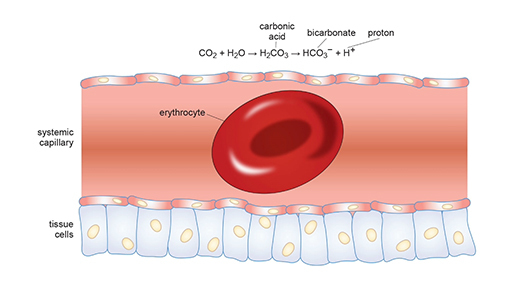 carbonic
acid
bicarbonate
proton
CO₂ + H₂O → H₂CO₃ → HCO₃⁻ + H⁺
erythrocyte
systemic
capillary
tissue
cells